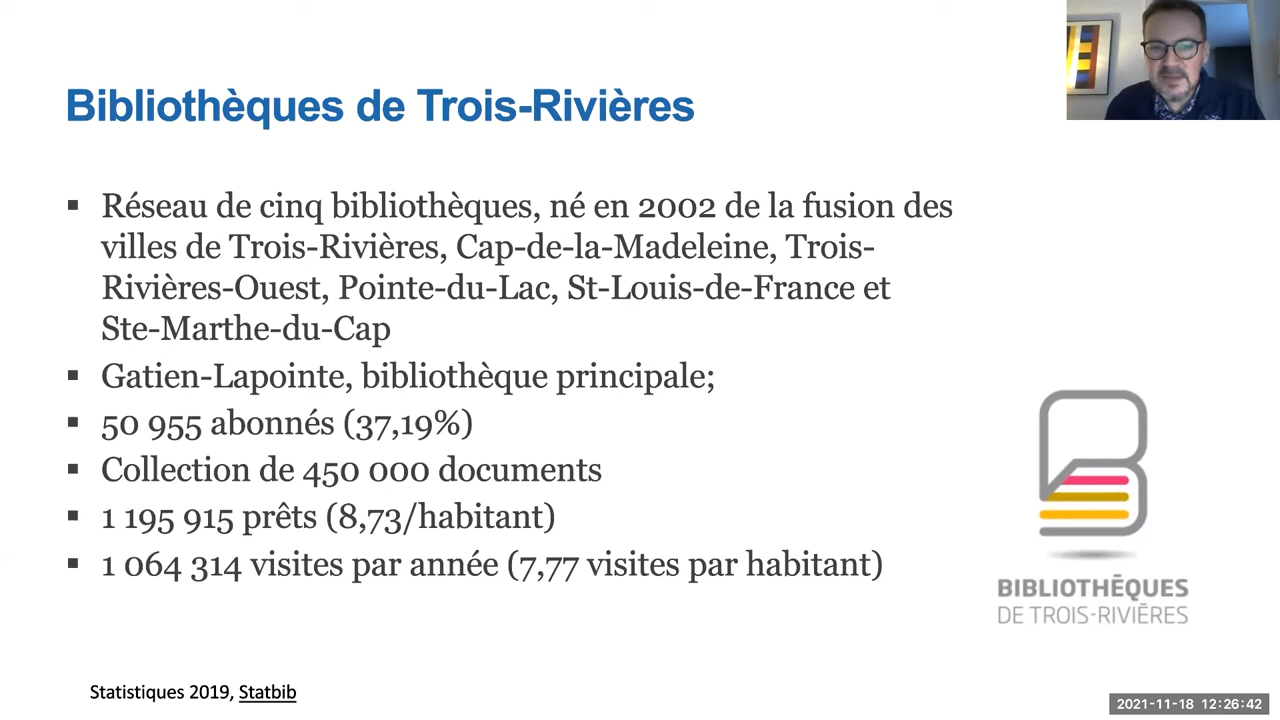 Bibliothèques de Trois-Rivières
▪ Réseau de cinq bibliothèques, né en 2002 de la fusion des
villes de Trois-Rivières, Cap-de-la-Madeleine, Trois-
Rivières-Ouest, Pointe-du-Lac, St-Louis-de-France et
Ste-Marthe-du-Cap
▪ Gatien-Lapointe, bibliothèque principale;
▪ 50 955 abonnés (37,19%)
▪ Collection de 450 000 documents
▪ 1 195 915 prêts (8,73/habitant)
▪ 1 064 314 visites par année (7,77 visites par habitant)
BIBLIOTHĒQUES
DE TROIS-RIVIĒRES
Statistiques 2019, Statbib
2021-11-18 12:26:42